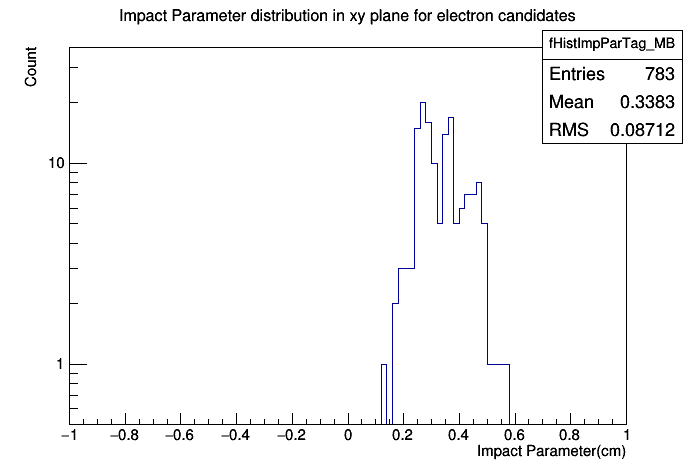 Impact Parameter distribution in xy plane for electron candidates
fHistImpParTag_MB
Entries 783
Mean 0.3383
RMS 0.08712
Count
10
1
−1 −0.8 −0.6 −0.4 −0.2 0 0.2 0.4 0.6 0.8 1
Impact Parameter(cm)